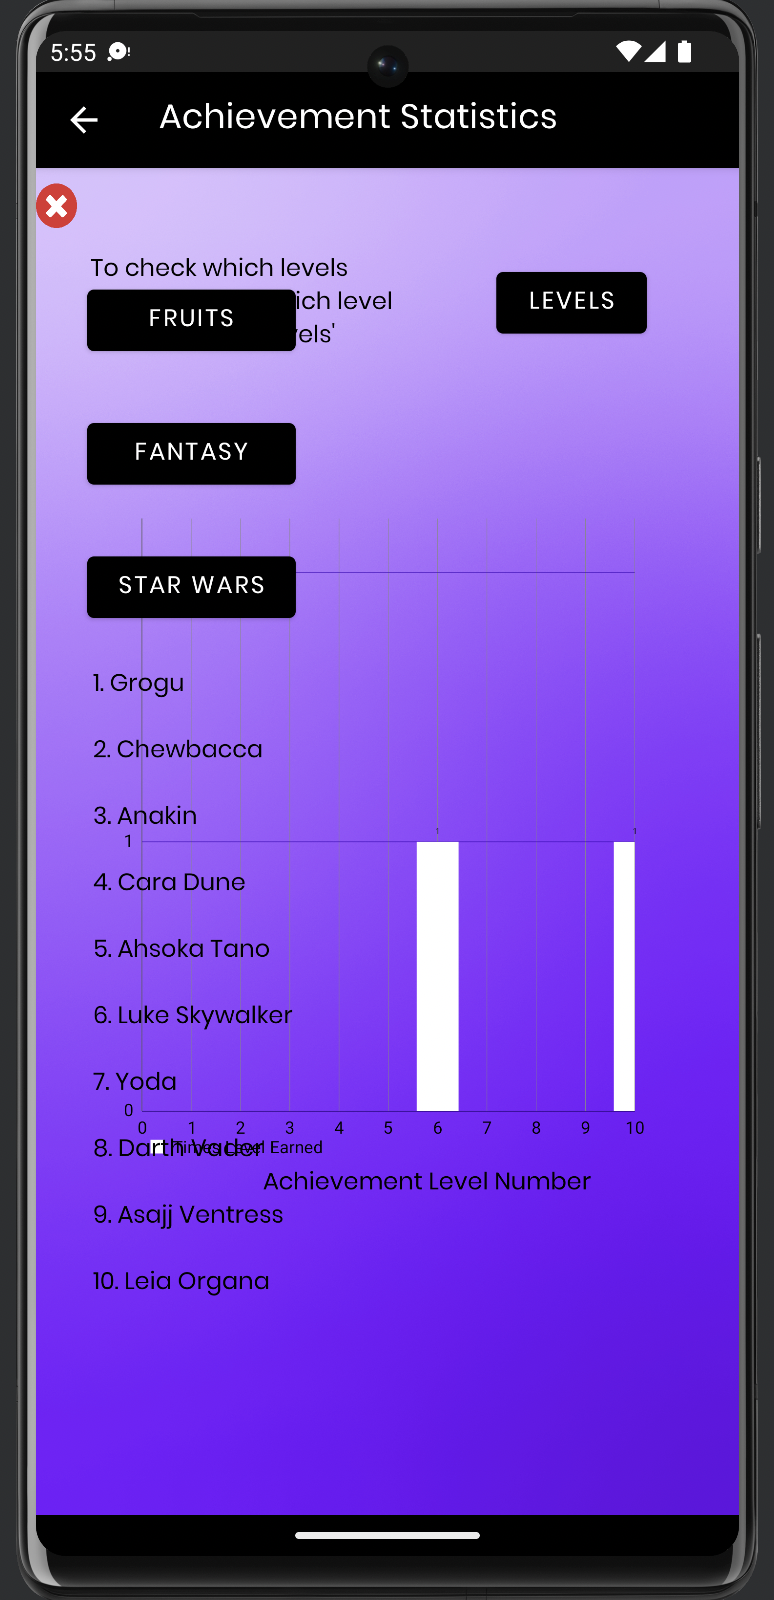 5:55
Achievement Statistics
To check which levels
ich level
LEVELS
FRUITS
vels'
FANTASY
STAR WARS
1. Grogu
2. Chewbacca
3. Anakin
1
1
1
4. Cara Dune
5. Ahsoka Tano
6. Luke Skywalker
7. Yoda
0
0 1 2 3 4 5 6 7 8 9 10
8. Darth Vader
Times Level Earned
Achievement Level Number
9. Asajj Ventress
10. Leia Organa